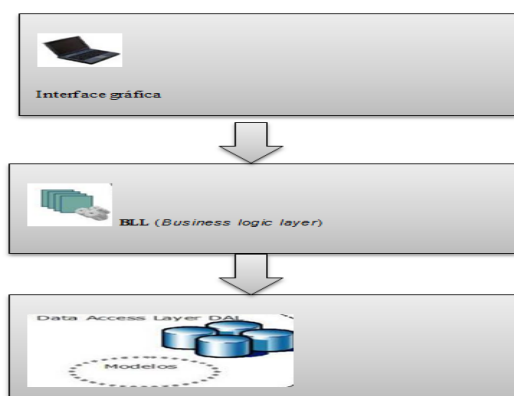 Interface gráfica
BLL (Business logic layer)
Data Access Layer DAL
Modelos